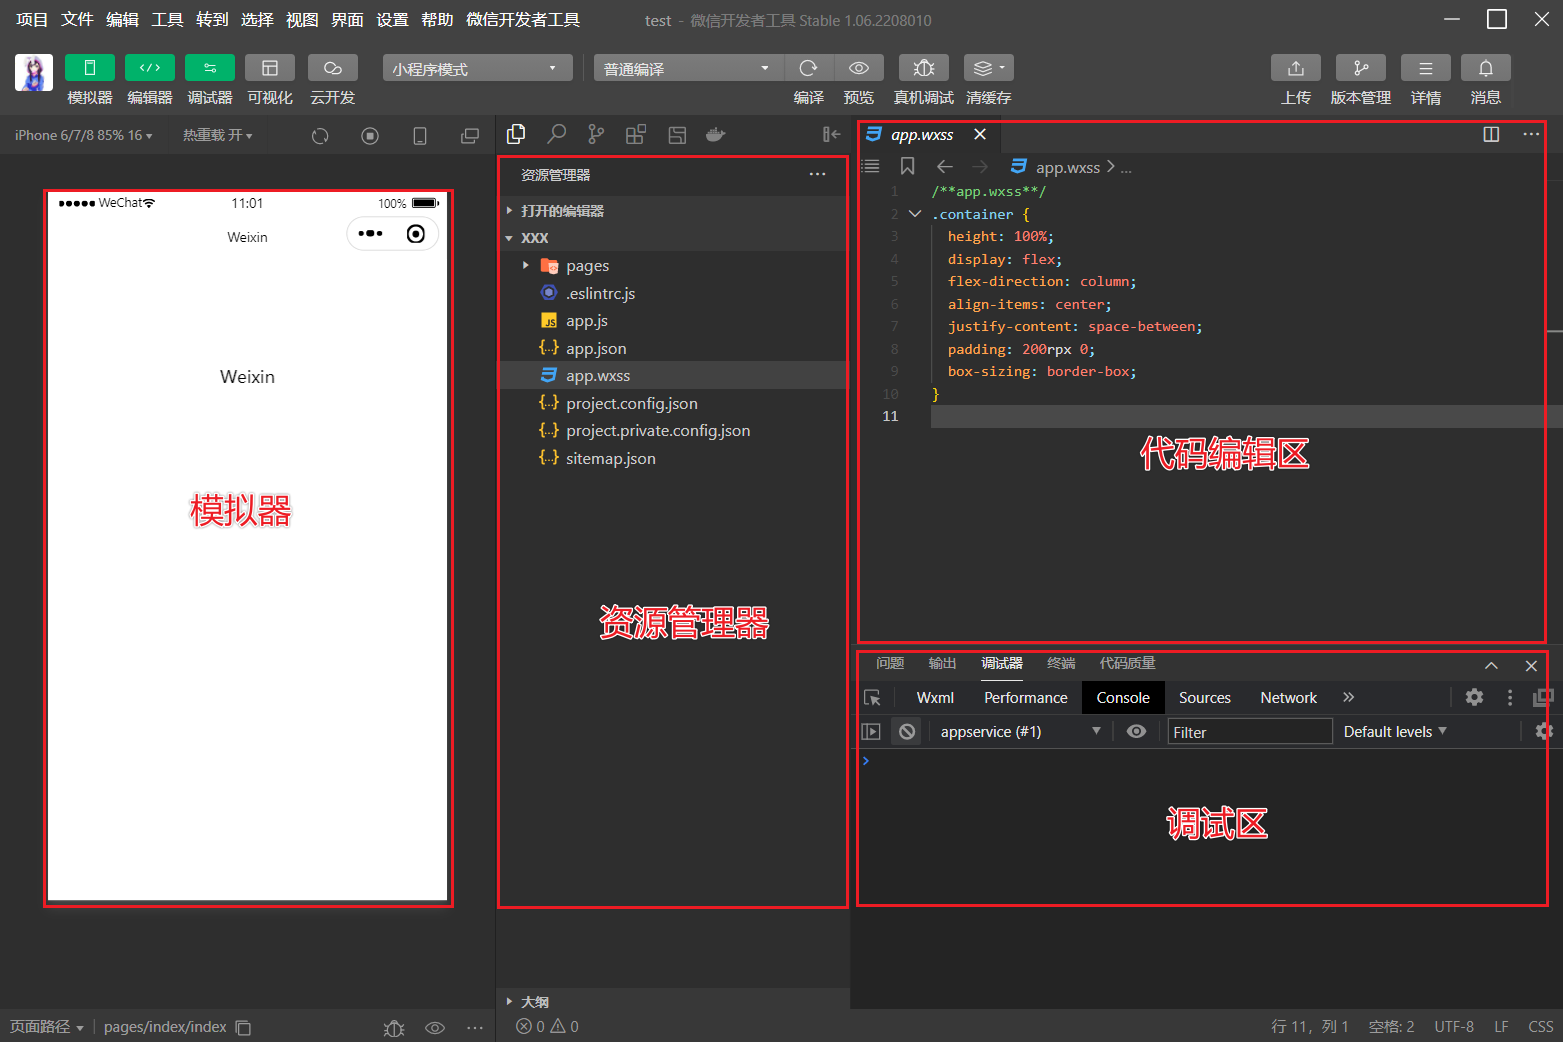 项目 文件 编辑 工具 转到 选择 视图 界面 设置 帮助 微信开发者工具 test - 微信开发者工具 Stable 1.06.2208010
小程序模式 普通编译
模拟器 编辑器 调试器 可视化 云开发 编译 预览 真机调试 清缓存 上传 版本管理 详情 消息
iPhone 6/7/8 85% 16 热重载 开
WeChat 11:01 100%
Weixin
Weixin
模拟器
页面路径 pages/index/index
资源管理器
打开的编辑器
XXX
pages
.eslintrc.js
JS app.js
{..} app.json
app.wxss
{..} project.config.json
{..} project.private.config.json
{..} sitemap.json
资源管理器
大纲
0 0
app.wxss
app.wxss > ...
1 /**app.wxss**/
2 .container {
3 height: 100%;
4 display: flex;
5 flex-direction: column;
6 align-items: center;
7 justify-content: space-between;
8 padding: 200rpx 0;
9 box-sizing: border-box;
10 }
11
代码编辑区
问题 输出 调试器 终端 代码质量
Wxml Performance Console Sources Network »
appservice (#1) Filter Default levels
›
调试区
行 11，列 1 空格: 2 UTF-8 LF CSS